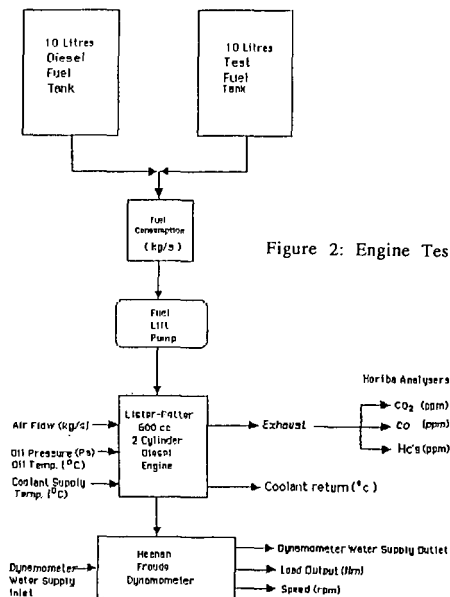 10 Litres
Diesel
Fuel
Tank
10 Litres
Test
Fuel
Tank
Fuel
Consumption
(kg/s)
Figure 2: Engine Tes
Fuel
Lift
Pump
Horiba Analysers
Lister-Petter
600 cc
2 Cylinder
Diesel
Engine
Air Flow (kg/s)
Oil Pressure (Pa)
Oil Temp. (°C)
Coolant Supply
Temp. (°C)
Exhaust
CO₂ (ppm)
CO (ppm)
Hc's (ppm)
Coolant return (°c)
Heenan
Froude
Dynamometer
Dynamometer
Water Supply
Inlet
Dynamometer Water Supply Outlet
Load Output (Nm)
Speed (rpm)